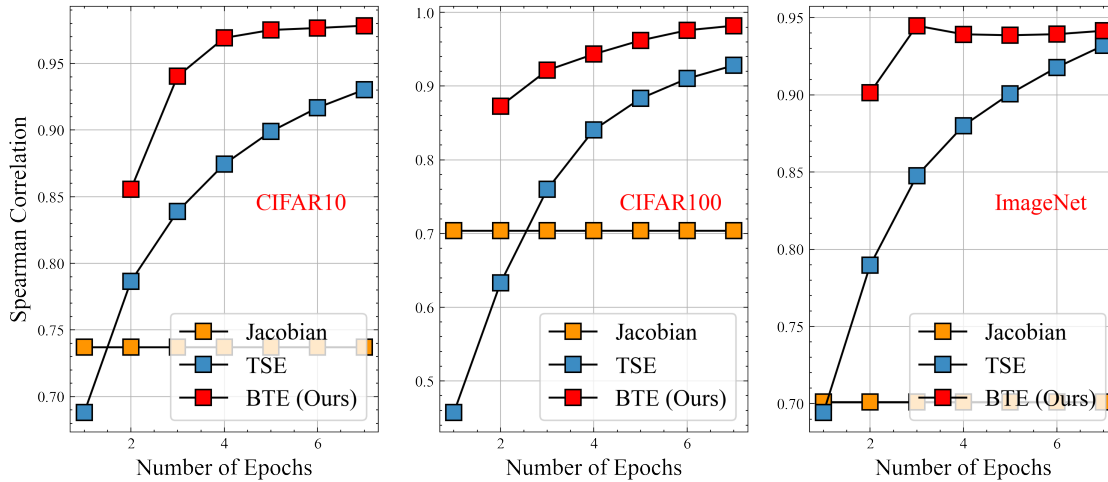 Spearman Correlation
0.95
0.90
0.85
0.80
0.75
0.70
CIFAR10
Jacobian
TSE
BTE (Ours)
2
4
6
Number of Epochs
1.0
0.9
0.8
0.7
0.6
0.5
CIFAR100
Jacobian
TSE
BTE (Ours)
2
4
6
Number of Epochs
0.95
0.90
0.85
0.80
0.75
0.70
ImageNet
Jacobian
TSE
BTE (Ours)
2
4
6
Number of Epochs